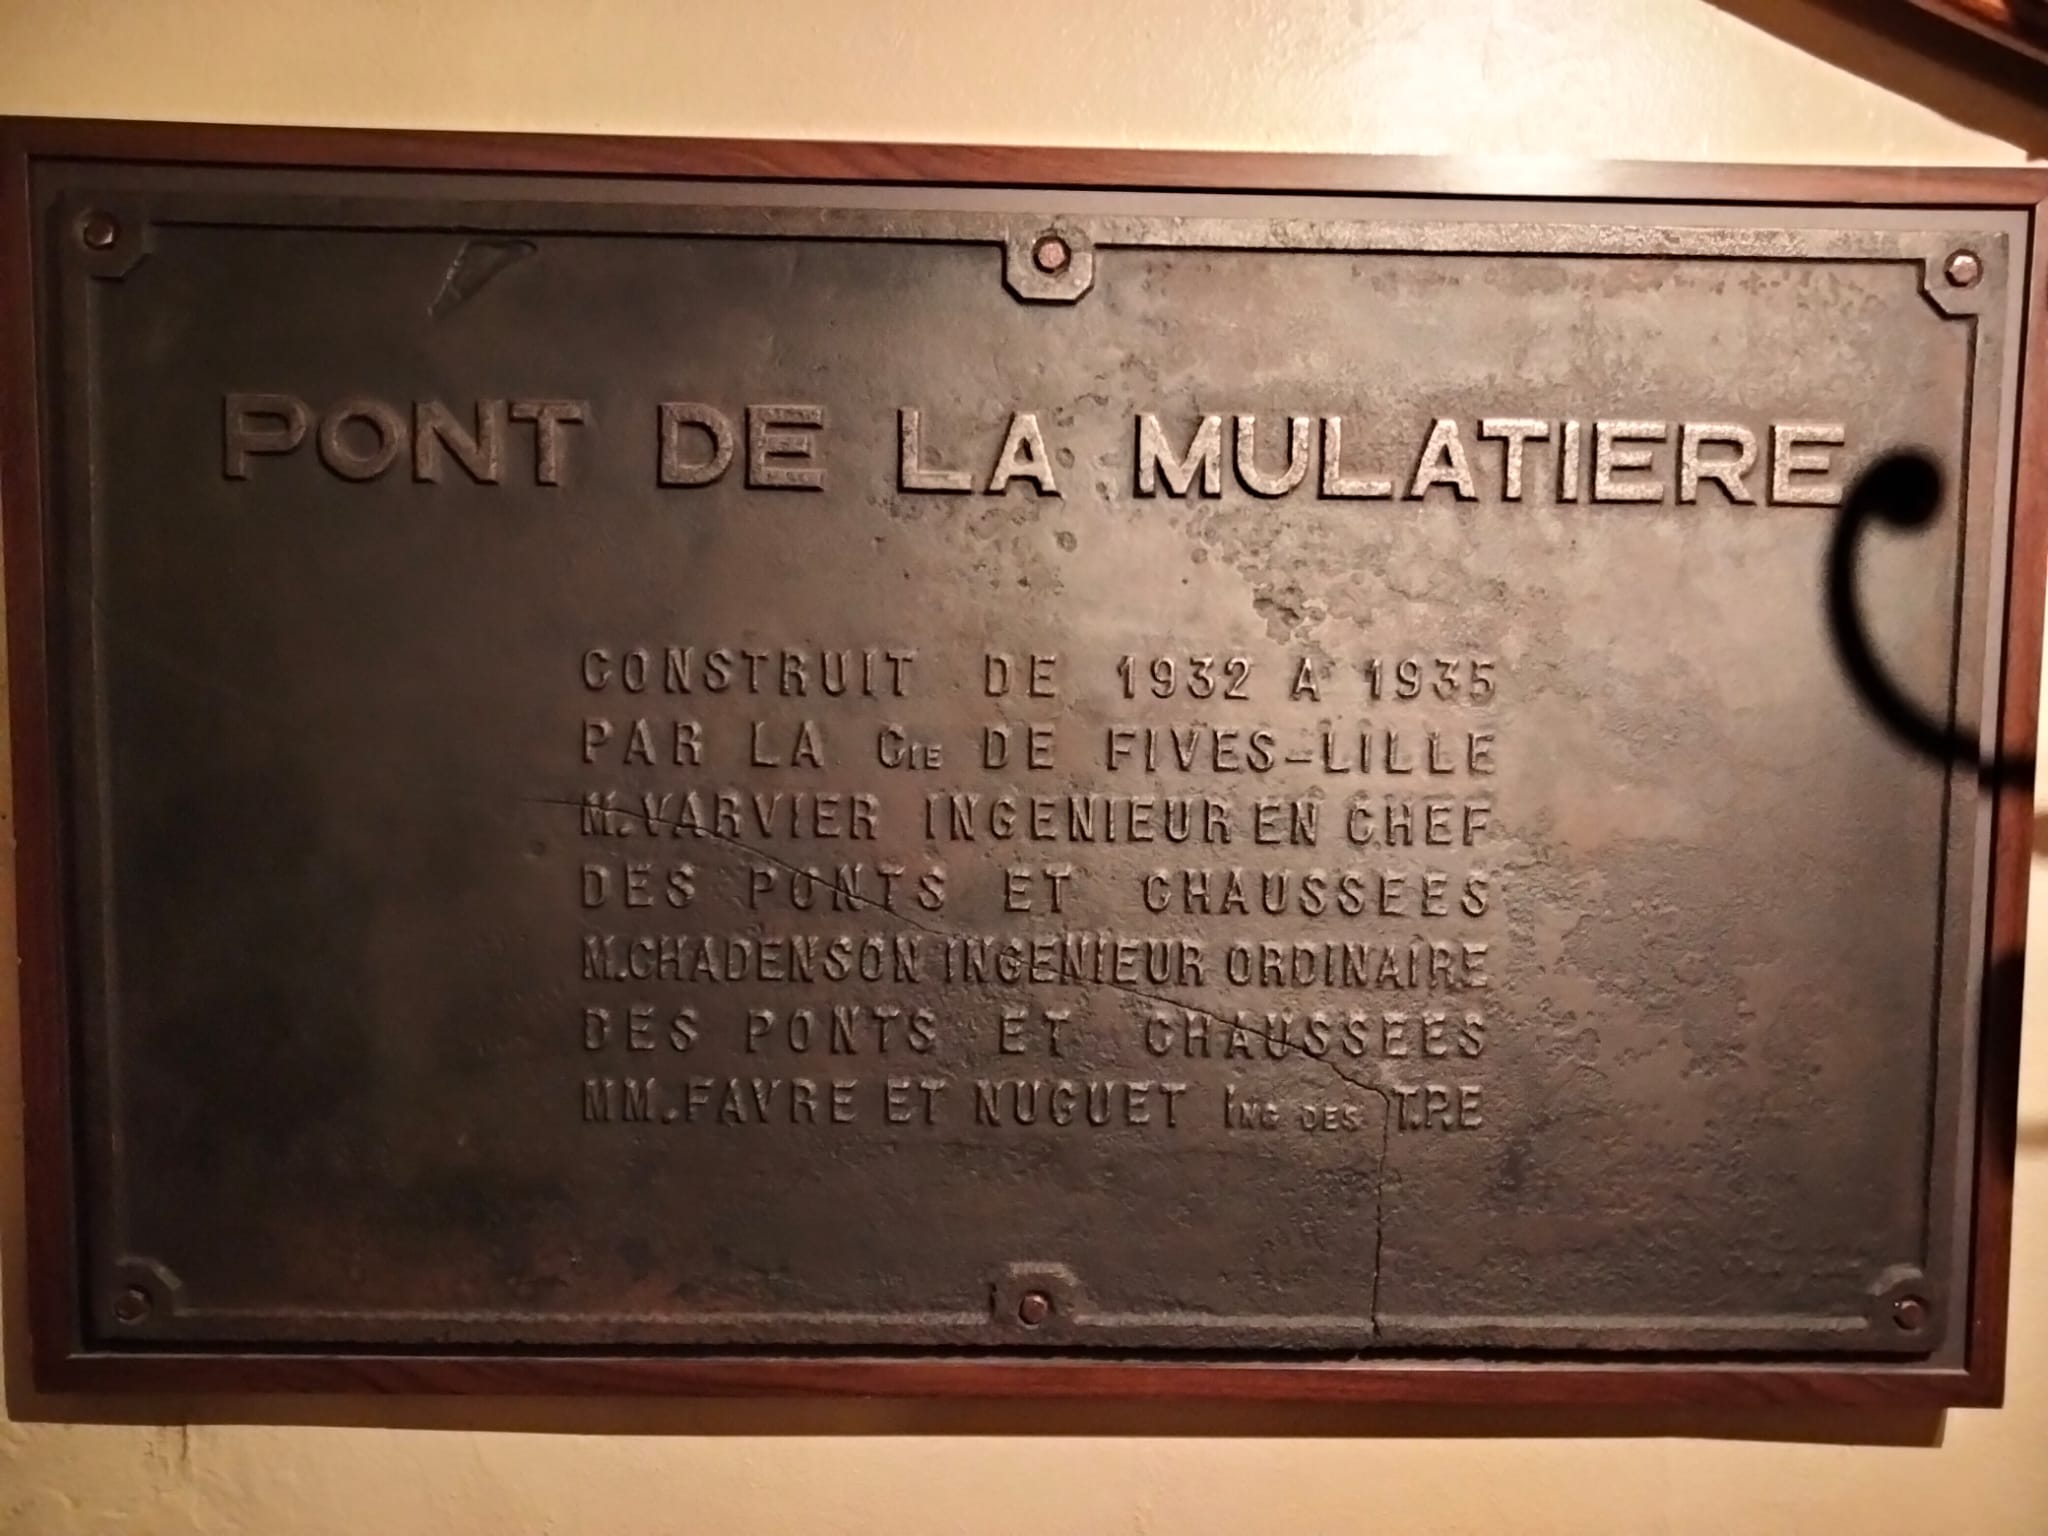 PONT DE LA MULATIERE
CONSTRUIT DE 1932 A 1935
PAR LA CIE DE FIVES-LILLE
M.VARVIER INGENIEUR EN CHEF
DES PONTS ET CHAUSSEES
M.CHADENSON INGENIEUR ORDINAIRE
DES PONTS ET CHAUSSEES
MM.FAVRE ET NUGUET ING DES T.P.E